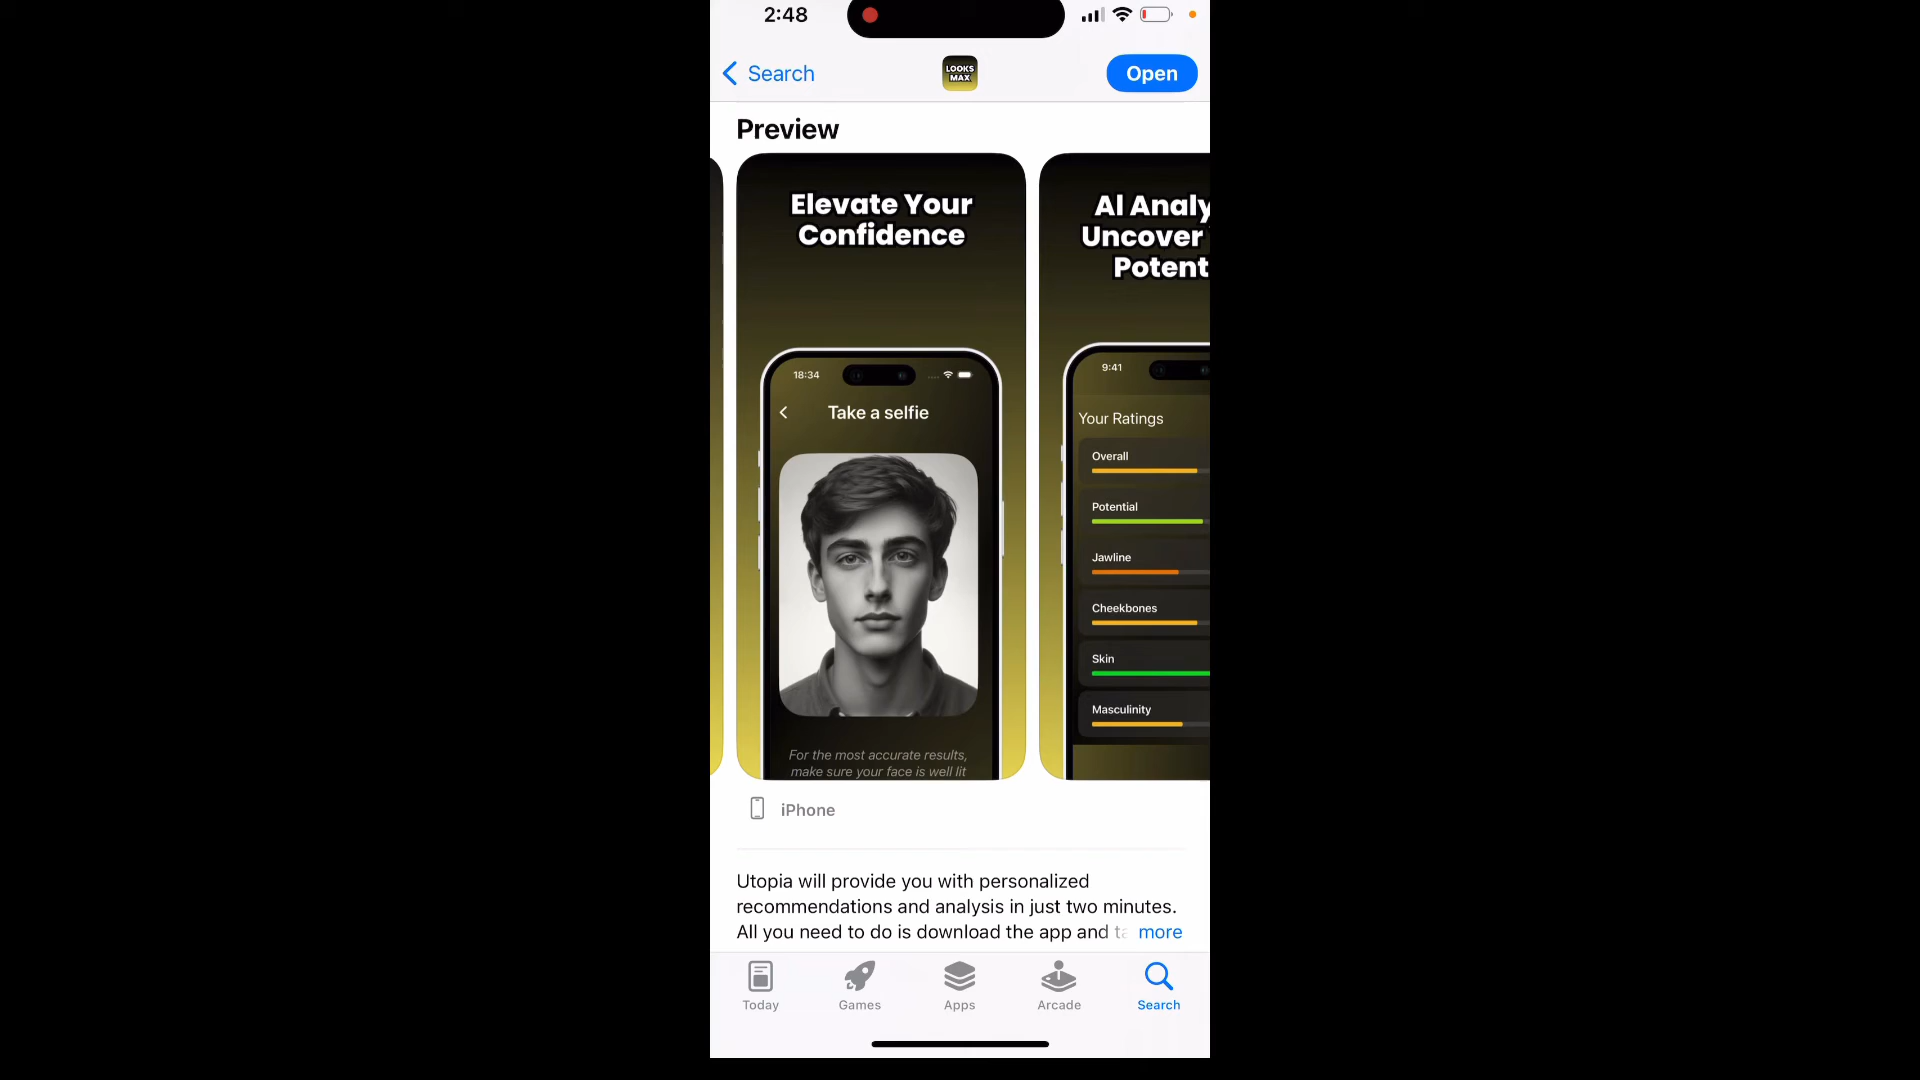 2:48
Search
LOOKS
MAX
Open
Preview
Elevate Your
Confidence
18:34
Take a selfie
For the most accurate results,
make sure your face is well lit
AI Analy
Uncover
Potent
9:41
Your Ratings
Overall
Potential
Jawline
Cheekbones
Skin
Masculinity
iPhone
Utopia will provide you with personalized
recommendations and analysis in just two minutes.
All you need to do is download the app and ta more
Today
Games
Apps
Arcade
Search